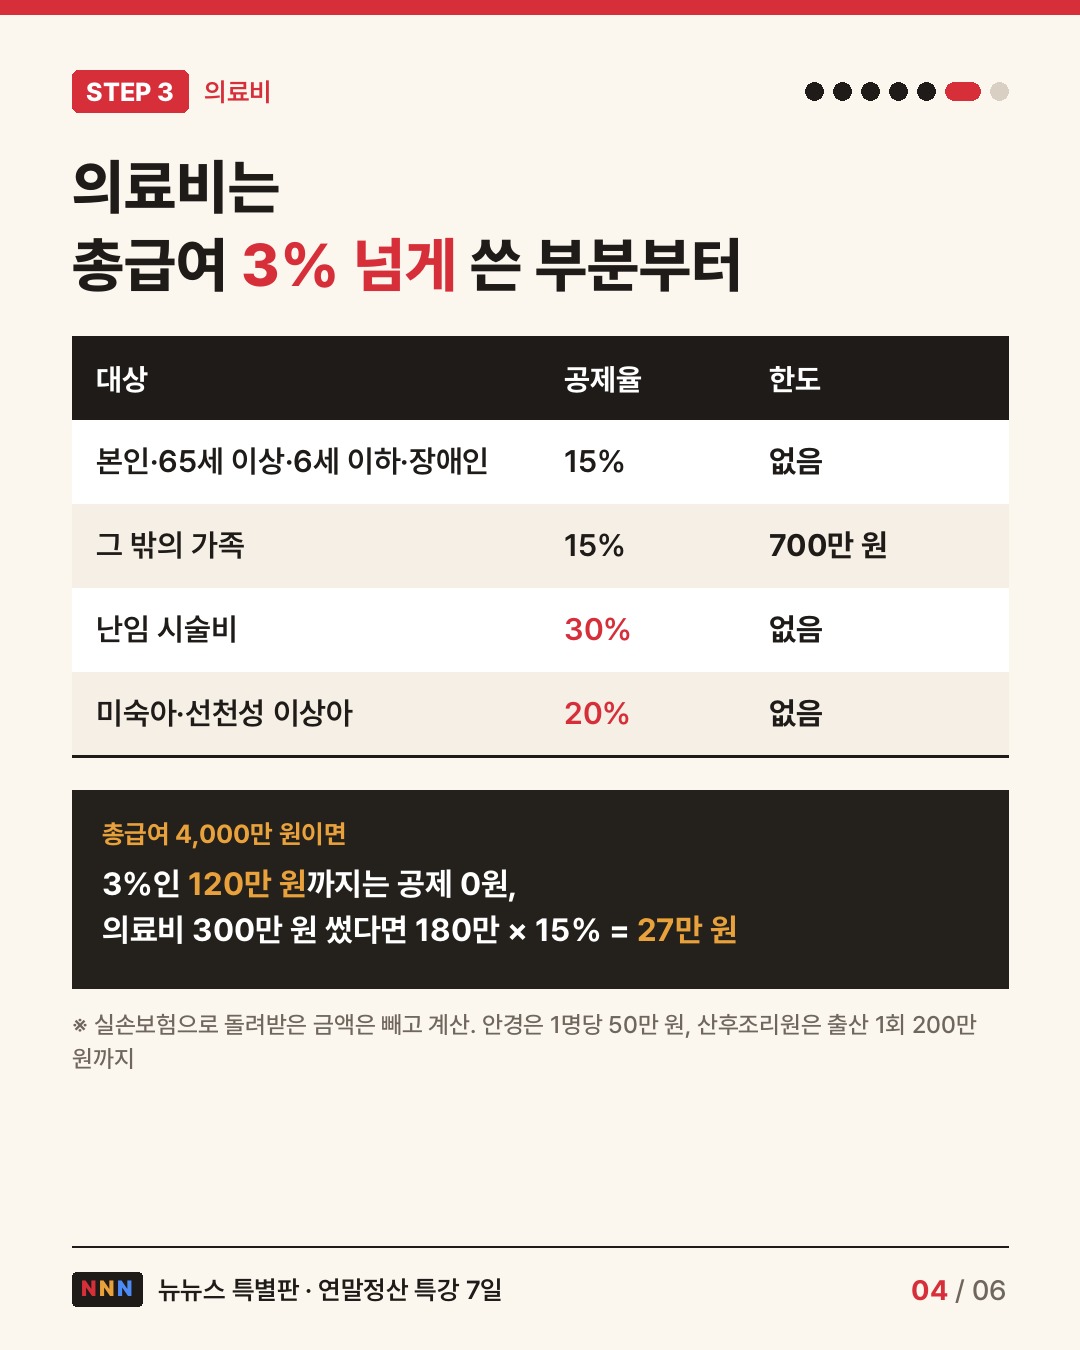 STEP 3 의료비
의료비는
총급여 3% 넘게 쓴 부분부터
대상 공제율 한도
본인·65세 이상·6세 이하·장애인 15% 없음
그 밖의 가족 15% 700만 원
난임 시술비 30% 없음
미숙아·선천성 이상아 20% 없음
총급여 4,000만 원이면
3%인 120만 원까지는 공제 0원,
의료비 300만 원 썼다면 180만 × 15% = 27만 원
※ 실손보험으로 돌려받은 금액은 빼고 계산. 안경은 1명당 50만 원, 산후조리원은 출산 1회 200만
원까지
NNN 뉴뉴스 특별판 · 연말정산 특강 7일 04 / 06